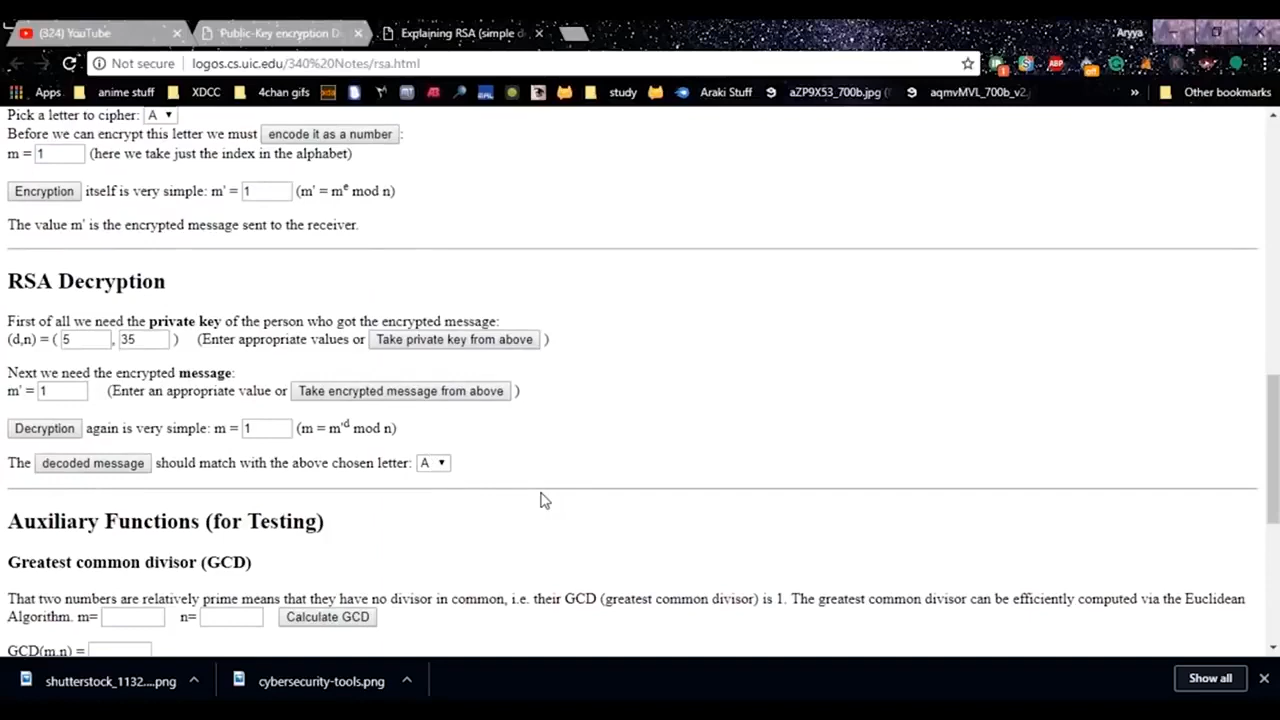 (324) YouTube
Public-Key encryption D
Explaining RSA (simple d
Aryya
Not secure
logos.cs.uic.edu/340%20Notes/rsa.html
Apps
anime stuff
XDCC
4chan gifs
study
Araki Stuff
aZP9X53_700b.jpg (
aqmvMVL_700b_v2.j
»
Other bookmarks
Pick a letter to cipher: A
Before we can encrypt this letter we must encode it as a number :
m = 1 (here we take just the index in the alphabet)
Encryption itself is very simple: m' = 1 (m' = mᵉ mod n)
The value m' is the encrypted message sent to the receiver.
RSA Decryption
First of all we need the private key of the person who got the encrypted message:
(d,n) = ( 5 , 35 ) (Enter appropriate values or Take private key from above )
Next we need the encrypted message:
m' = 1 (Enter an appropriate value or Take encrypted message from above )
Decryption again is very simple: m = 1 (m = m'ᵈ mod n)
The decoded message should match with the above chosen letter: A
Auxiliary Functions (for Testing)
Greatest common divisor (GCD)
That two numbers are relatively prime means that they have no divisor in common, i.e. their GCD (greatest common divisor) is 1. The greatest common divisor can be efficiently computed via the Euclidean
Algorithm. m= n= Calculate GCD
GCD(m,n) =
shutterstock_1132....png
cybersecurity-tools.png
Show all